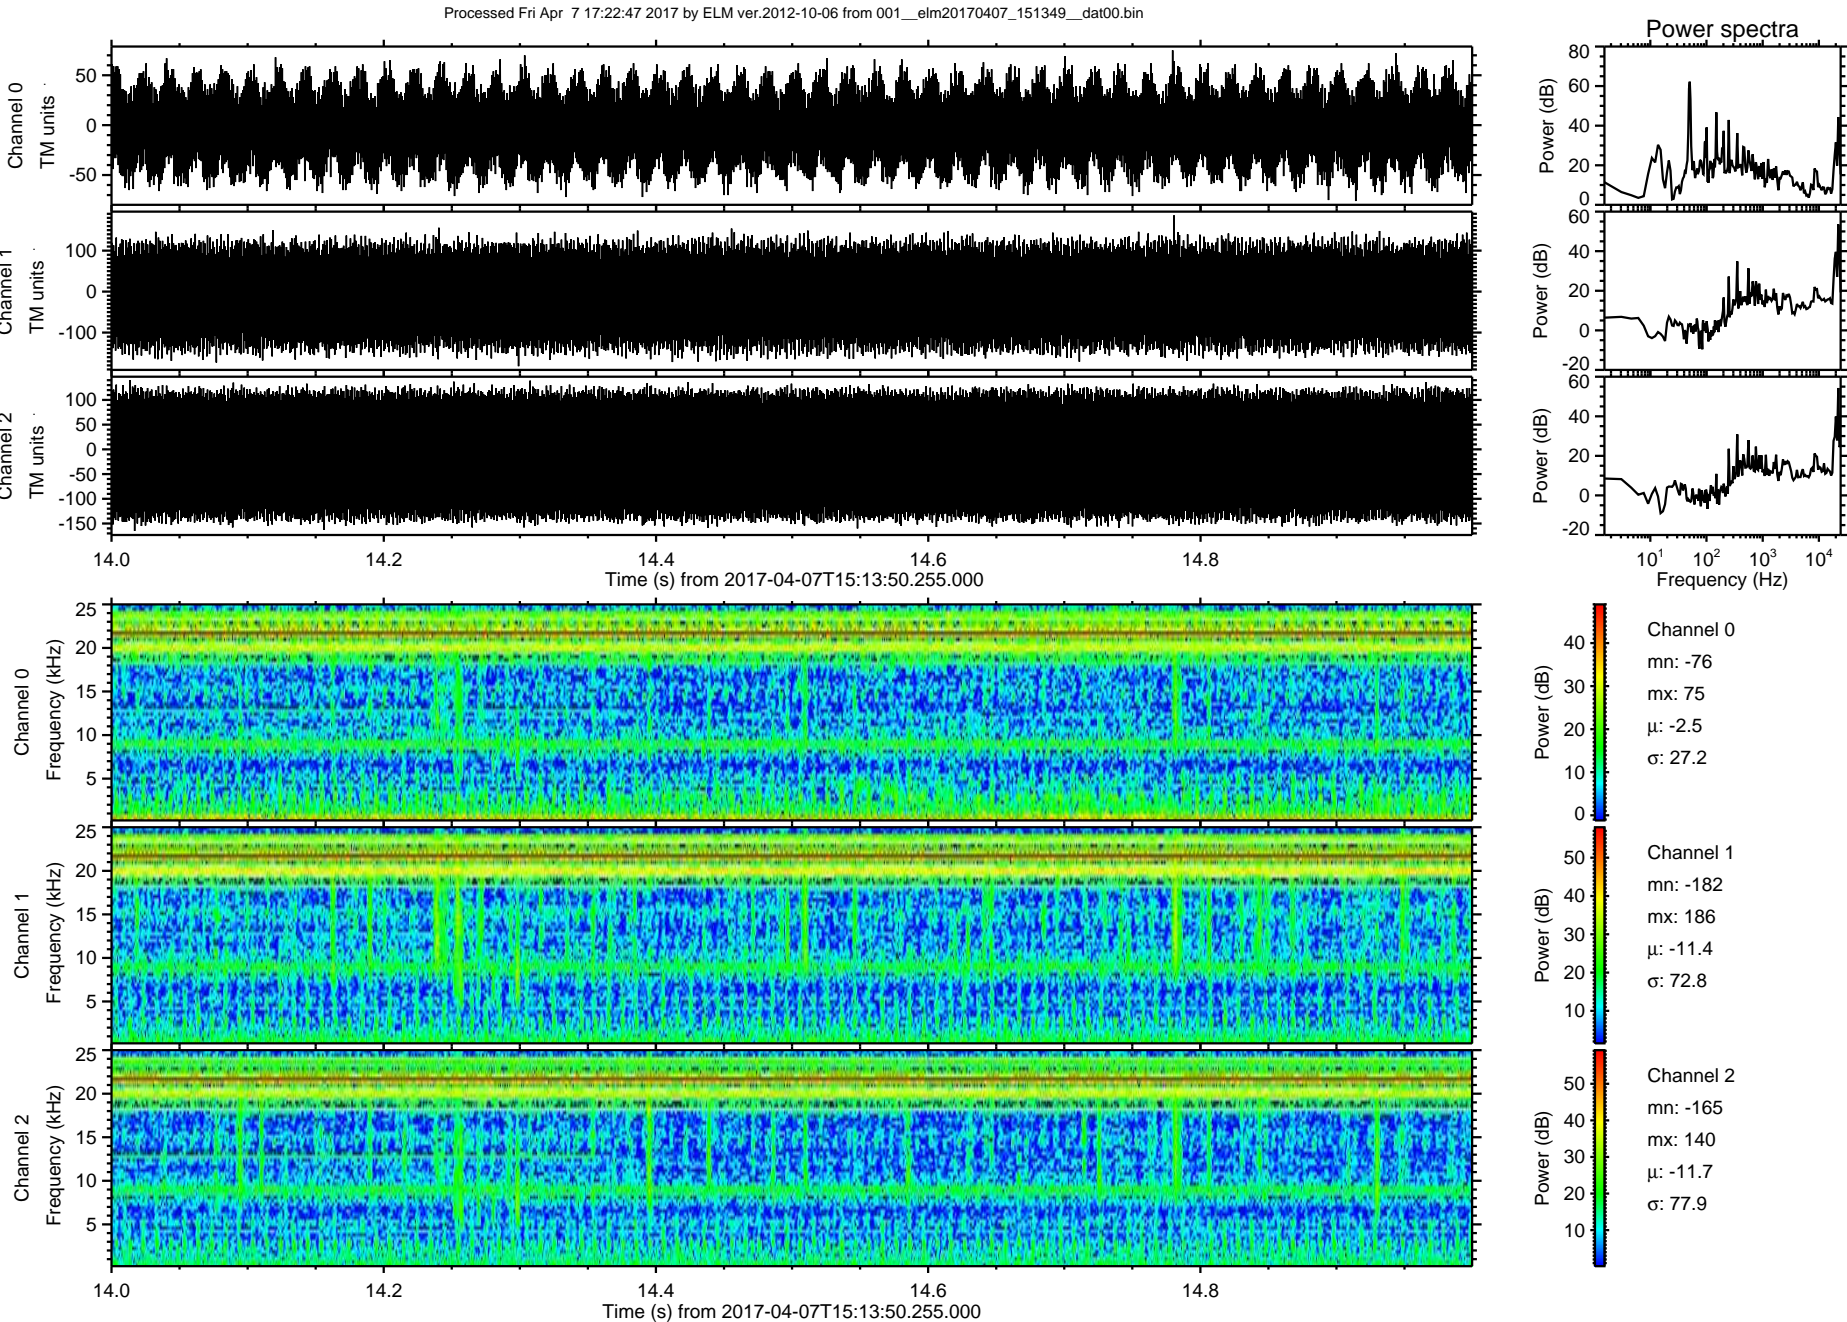 Processed Fri Apr 7 17:22:47 2017 by ELM ver.2012-10-06 from 001__elm20170407_151349__dat00.bin
Power spectra
Channel 0
TM units
50
0
-50
Power (dB)
80
60
40
20
0
Channel 1
TM units
100
0
-100
Power (dB)
60
40
20
0
-20
Channel 2
TM units
100
50
0
-50
-100
-150
Power (dB)
60
40
20
0
-20
14.0 14.2 14.4 14.6 14.8
Time (s) from 2017-04-07T15:13:50.255.000
10^1 10^2 10^3 10^4
Frequency (Hz)
Channel 0
Frequency (kHz)
25
20
15
10
5
Power (dB)
40
30
20
10
0
Channel 0
mn: -76
mx: 75
μ: -2.5
σ: 27.2
Channel 1
Frequency (kHz)
25
20
15
10
5
Power (dB)
50
40
30
20
10
Channel 1
mn: -182
mx: 186
μ: -11.4
σ: 72.8
Channel 2
Frequency (kHz)
25
20
15
10
5
Power (dB)
50
40
30
20
10
Channel 2
mn: -165
mx: 140
μ: -11.7
σ: 77.9
14.0 14.2 14.4 14.6 14.8
Time (s) from 2017-04-07T15:13:50.255.000